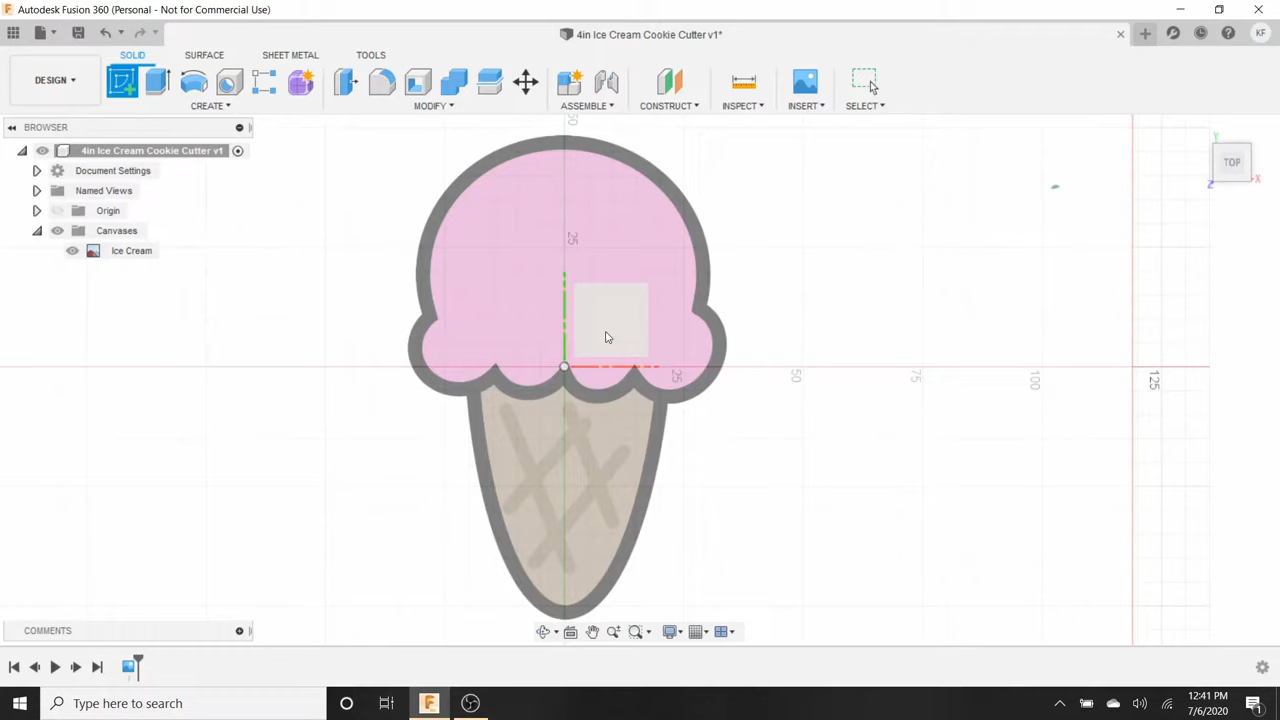 Autodesk Fusion 360 (Personal - Not for Commercial Use)
4in Ice Cream Cookie Cutter v1*
KF
SOLID SURFACE SHEET METAL TOOLS
DESIGN
CREATE MODIFY ASSEMBLE CONSTRUCT INSPECT INSERT SELECT
BROWSER
4in Ice Cream Cookie Cutter v1
Document Settings
Named Views
Origin
Canvases
Ice Cream
50
25
25
50
75
100
125
Y
TOP
X
Z
COMMENTS
Type here to search
12:41 PM
7/6/2020
1